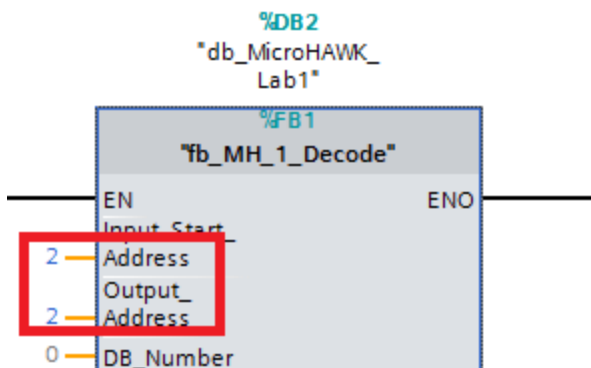 %DB2
"db_MicroHAWK_
Lab1"
%FB1
"fb_MH_1_Decode"
EN ENO
Input_Start_
2 Address
Output_
2 Address
0 DB_Number